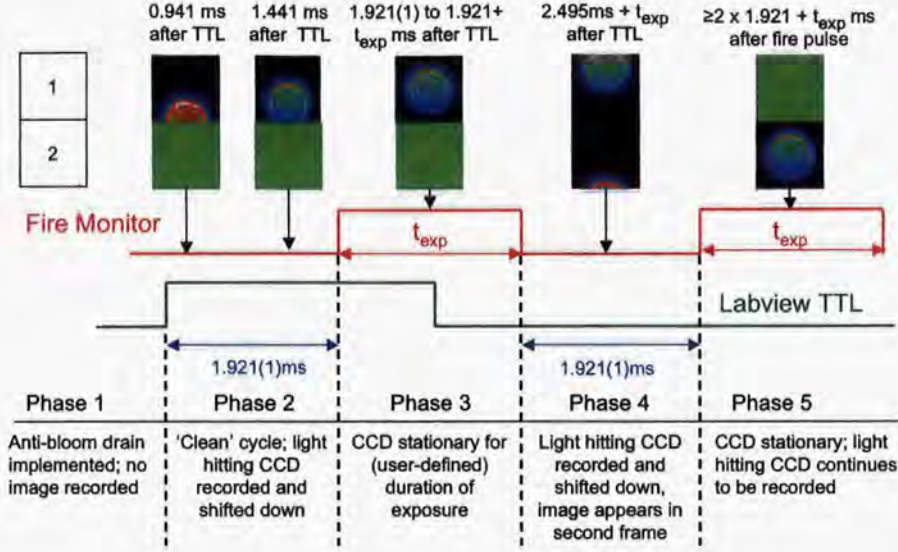 0.941 ms
after TTL
1.441 ms
after TTL
1.921(1) to 1.921+
t_exp ms after TTL
2.495ms + t_exp
after TTL
≥2 x 1.921 + t_exp ms
after fire pulse
1
2
Fire Monitor
t_exp
t_exp
Labview TTL
1.921(1)ms
1.921(1)ms
Phase 1
Phase 2
Phase 3
Phase 4
Phase 5
Anti-bloom drain
implemented; no
image recorded
'Clean' cycle; light
hitting CCD
recorded and
shifted down
CCD stationary for
(user-defined)
duration of
exposure
Light hitting CCD
recorded and
shifted down,
image appears in
second frame
CCD stationary; light
hitting CCD continues
to be recorded